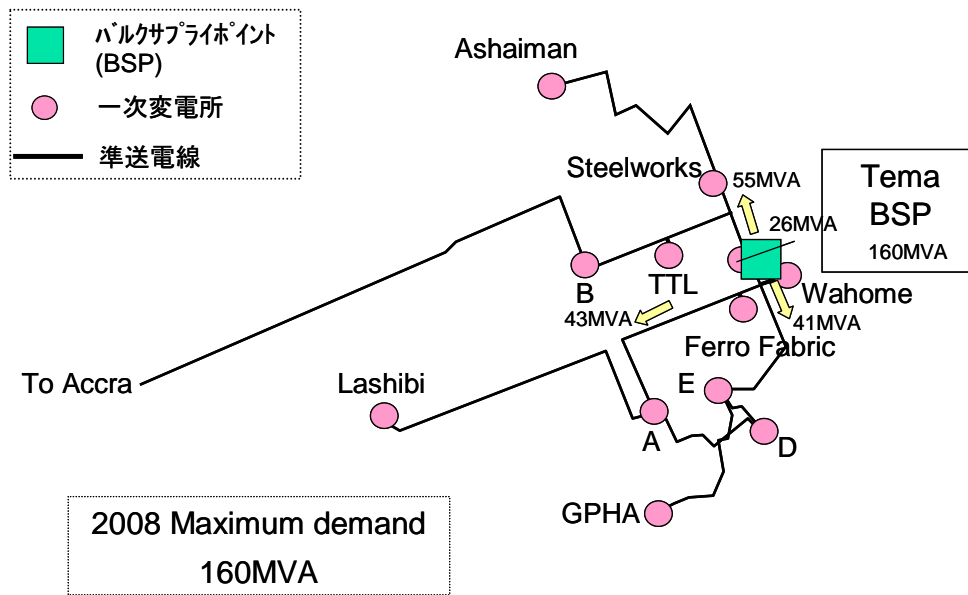 ﾊﾞﾙｸｻﾌﾟﾗｲﾎﾟｲﾝﾄ
(BSP)
一次変電所
準送電線
Ashaiman
Steelworks
55MVA
26MVA
Tema
BSP
160MVA
B
TTL
Wahome
43MVA
41MVA
Ferro Fabric
To Accra
Lashibi
E
A
D
GPHA
2008 Maximum demand
160MVA